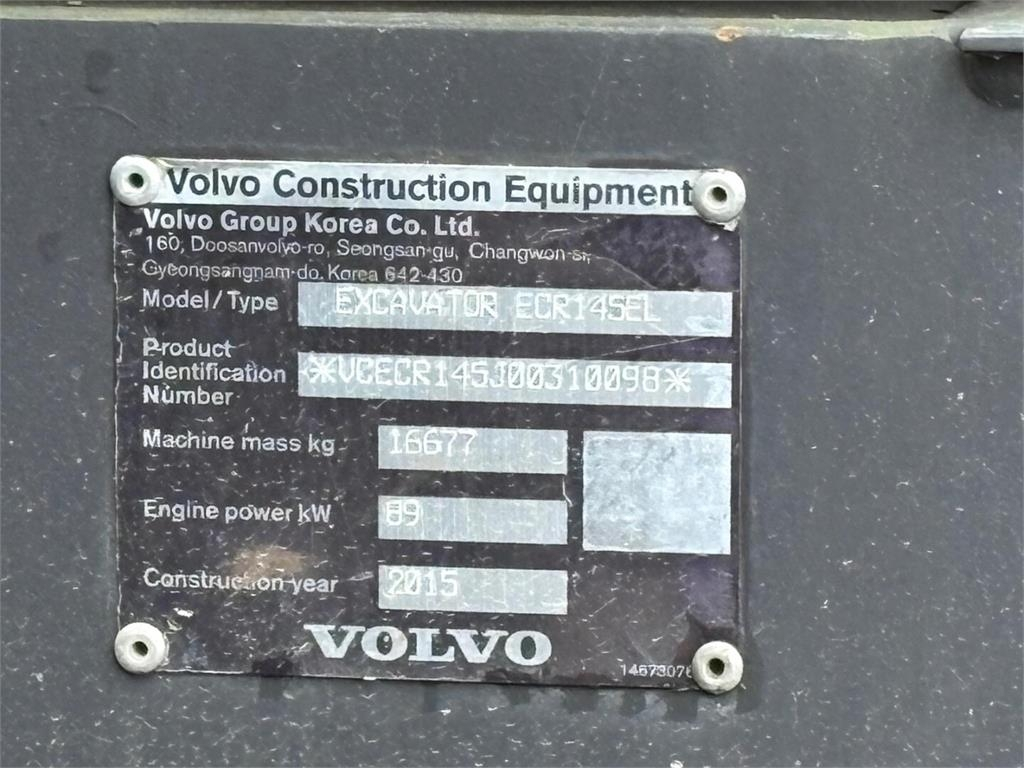 Volvo Construction Equipment
Volvo Group Korea Co. Ltd.
160, Doosanvolvo-ro, Seongsan-gu, Changwon-si,
Gyeongsangnam-do, Korea 642-430
Model/Type EXCAVATOR ECR145EL
Product
Identification *VCECR145J00310098*
Number
Machine mass kg 16677
Engine power kW 89
Construction year 2015
VOLVO